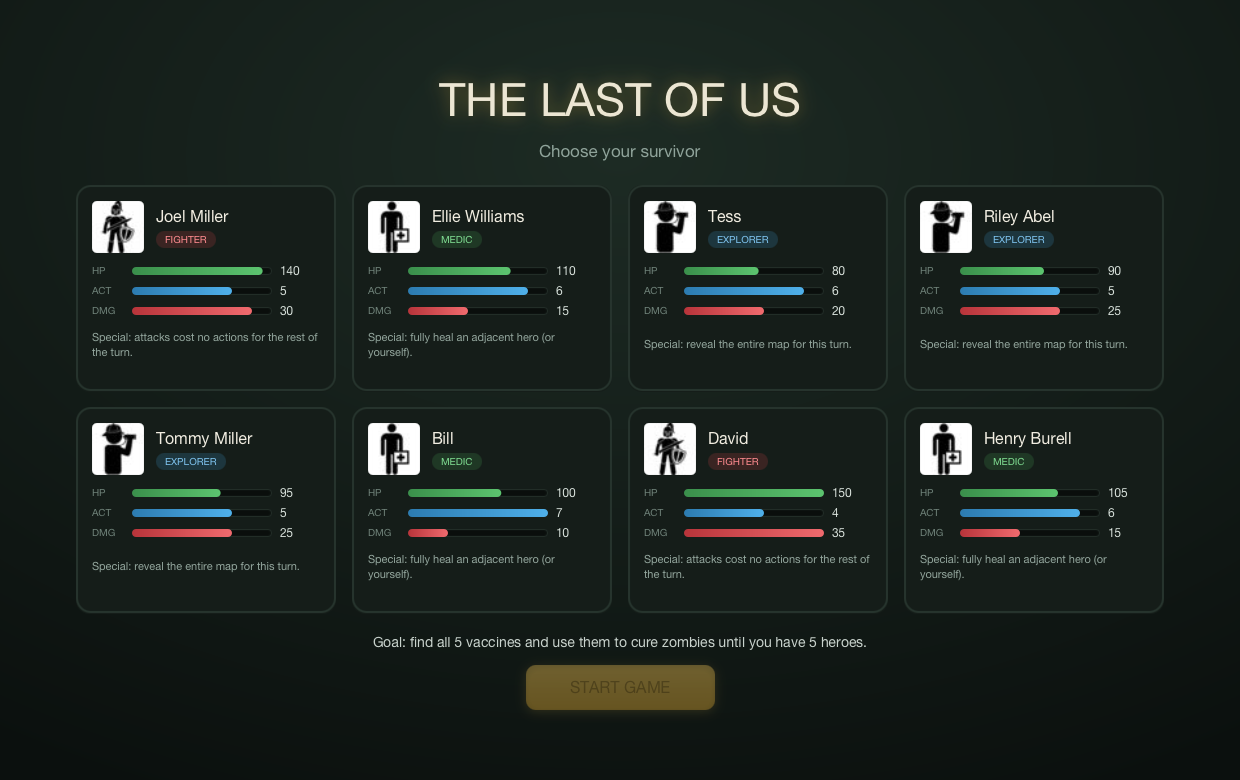 THE LAST OF US
Choose your survivor
Joel Miller
FIGHTER
HP 140
ACT 5
DMG 30
Special: attacks cost no actions for the rest of
the turn.
Ellie Williams
MEDIC
HP 110
ACT 6
DMG 15
Special: fully heal an adjacent hero (or
yourself).
Tess
EXPLORER
HP 80
ACT 6
DMG 20
Special: reveal the entire map for this turn.
Riley Abel
EXPLORER
HP 90
ACT 5
DMG 25
Special: reveal the entire map for this turn.
Tommy Miller
EXPLORER
HP 95
ACT 5
DMG 25
Special: reveal the entire map for this turn.
Bill
MEDIC
HP 100
ACT 7
DMG 10
Special: fully heal an adjacent hero (or
yourself).
David
FIGHTER
HP 150
ACT 4
DMG 35
Special: attacks cost no actions for the rest of
the turn.
Henry Burell
MEDIC
HP 105
ACT 6
DMG 15
Special: fully heal an adjacent hero (or
yourself).
Goal: find all 5 vaccines and use them to cure zombies until you have 5 heroes.
START GAME